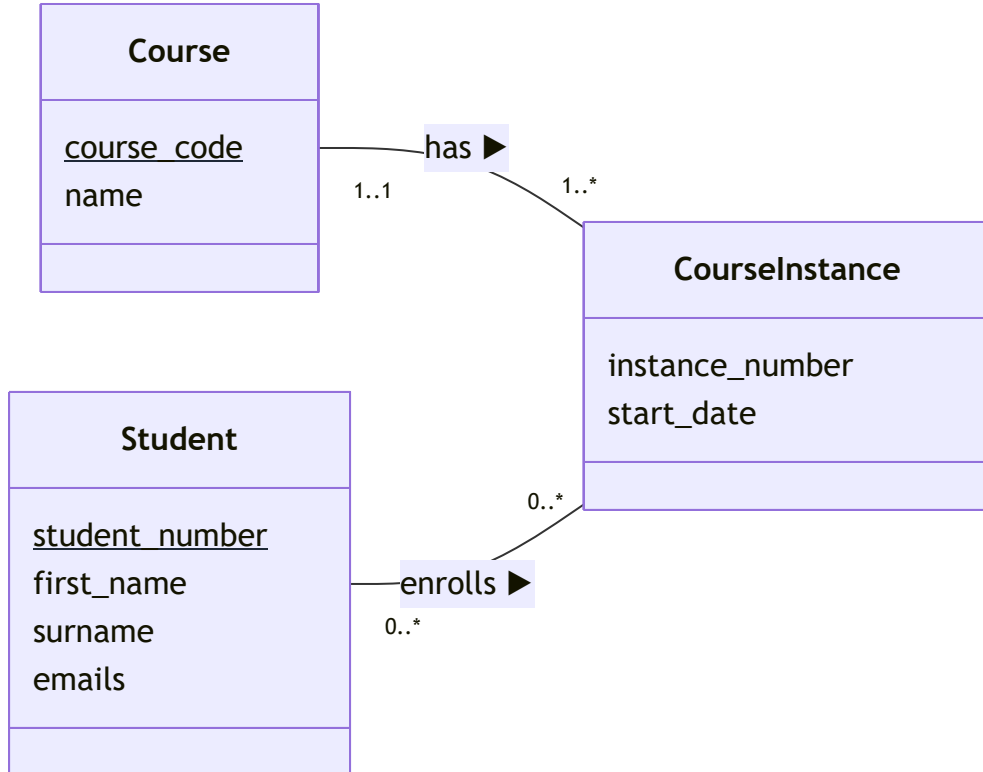 Course
course_code
name
has ▶
1..1
1..*
CourseInstance
instance_number
start_date
Student
student_number
first_name
surname
emails
0..*
enrolls ▶
0..*